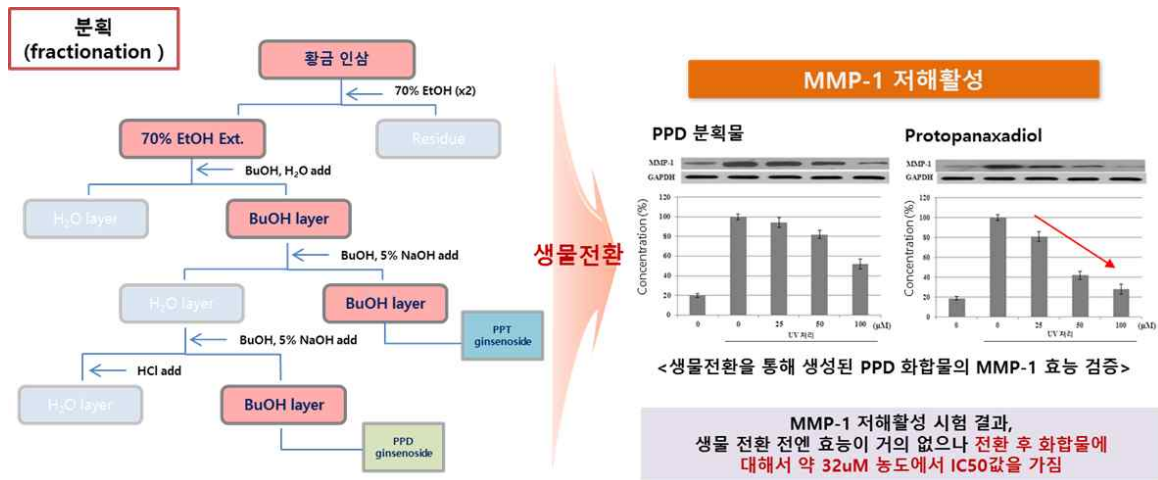 분획
(fractionation )
황금 인삼
70% EtOH (x2)
70% EtOH Ext.
Residue
BuOH, H₂O add
H₂O layer
BuOH layer
BuOH, 5% NaOH add
H₂O layer
BuOH layer
PPT
ginsenoside
BuOH, 5% NaOH add
HCl add
H₂O layer
BuOH layer
PPD
ginsenoside
생물전환
MMP-1 저해활성
PPD 분획물
MMP-1
GAPDH
Concentration (%)
120
100
80
60
40
20
0
0 0 25 50 100 (μM)
UV 처리
Protopanaxadiol
MMP-1
GAPDH
Concentration (%)
120
100
80
60
40
20
0
0 0 25 50 100 (μM)
UV 처리
<생물전환을 통해 생성된 PPD 화합물의 MMP-1 효능 검증>
MMP-1 저해활성 시험 결과,
생물 전환 전엔 효능이 거의 없으나 전환 후 화합물에
대해서 약 32uM 농도에서 IC50값을 가짐